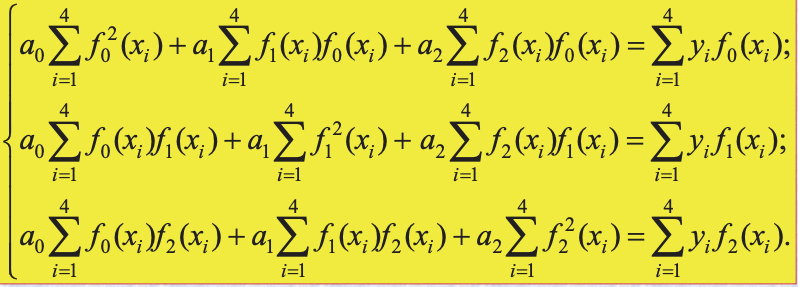 \begin{cases} a_0 \sum_{i=1}^{4} f_0^2(x_i) + a_1 \sum_{i=1}^{4} f_1(x_i) f_0(x_i) + a_2 \sum_{i=1}^{4} f_2(x_i) f_0(x_i) = \sum_{i=1}^{4} y_i f_0(x_i); \\
a_0 \sum_{i=1}^{4} f_0(x_i) f_1(x_i) + a_1 \sum_{i=1}^{4} f_1^2(x_i) + a_2 \sum_{i=1}^{4} f_2(x_i) f_1(x_i) = \sum_{i=1}^{4} y_i f_1(x_i); \\
a_0 \sum_{i=1}^{4} f_0(x_i) f_2(x_i) + a_1 \sum_{i=1}^{4} f_1(x_i) f_2(x_i) + a_2 \sum_{i=1}^{4} f_2^2(x_i) = \sum_{i=1}^{4} y_i f_2(x_i). \end{cases}